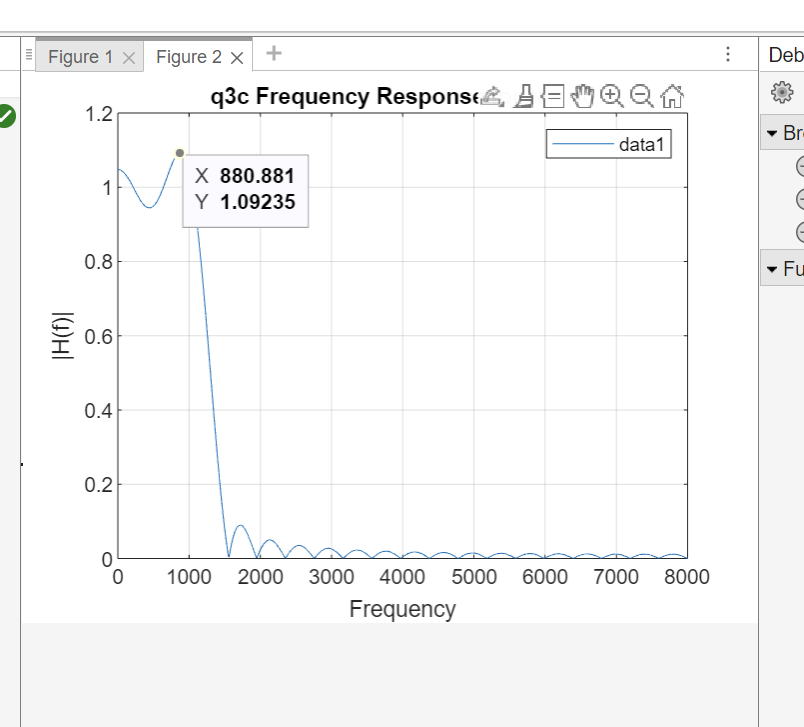 Figure 1
Figure 2
Deb
q3c Frequency Response
data1
X 880.881
Y 1.09235
1.2
1
0.8
0.6
0.4
0.2
0
|H(f)|
0 1000 2000 3000 4000 5000 6000 7000 8000
Frequency
Br
Fu